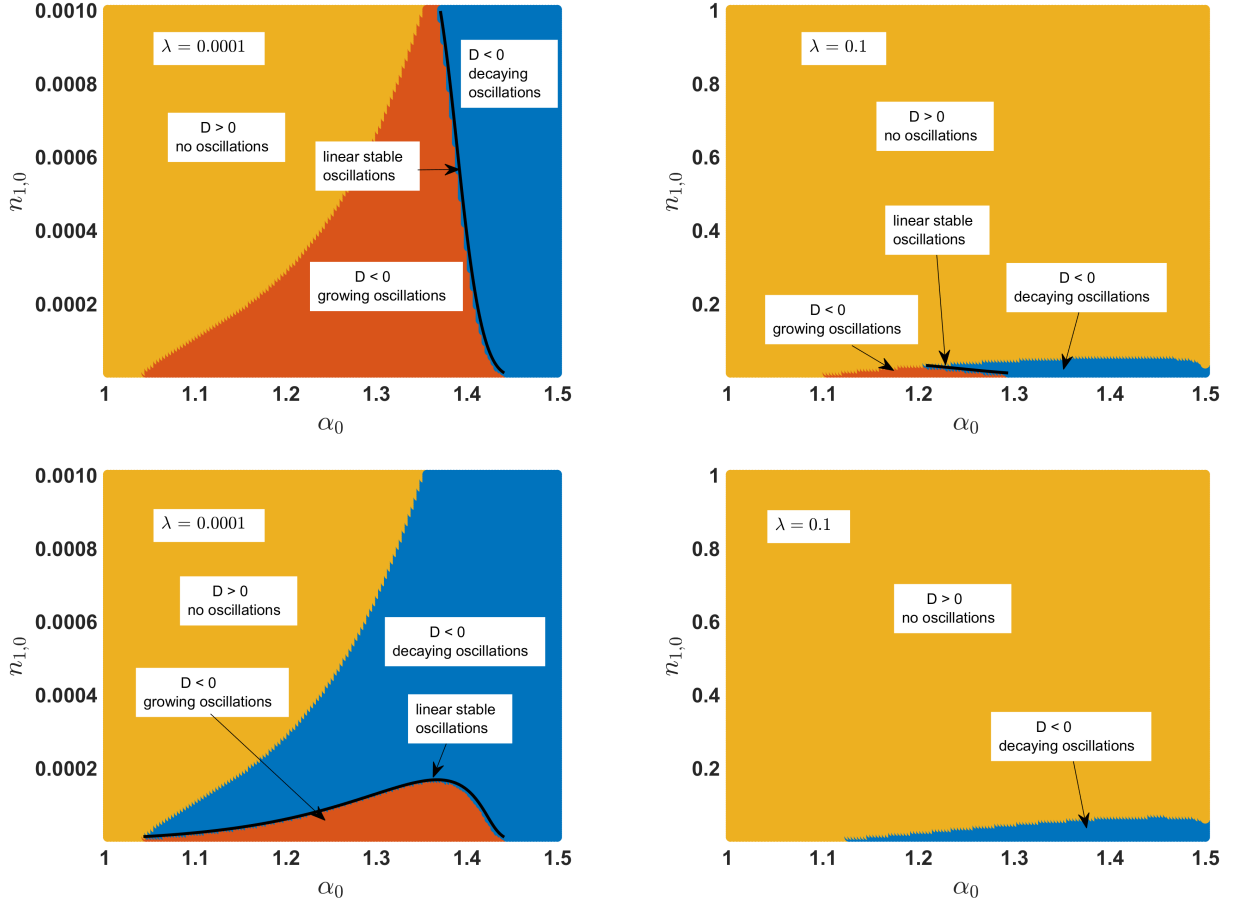 0.0010
0.0008
0.0006
0.0004
0.0002
n1,0
λ = 0.0001
D > 0
no oscillations
D < 0
decaying
oscillations
linear stable
oscillations
D < 0
growing oscillations
1 1.1 1.2 1.3 1.4 1.5
α0
1
0.8
0.6
0.4
0.2
n1,0
λ = 0.1
D > 0
no oscillations
linear stable
oscillations
D < 0
growing oscillations
D < 0
decaying oscillations
1 1.1 1.2 1.3 1.4 1.5
α0
0.0010
0.0008
0.0006
0.0004
0.0002
n1,0
λ = 0.0001
D > 0
no oscillations
D < 0
decaying oscillations
D < 0
growing oscillations
linear stable
oscillations
1 1.1 1.2 1.3 1.4 1.5
α0
1
0.8
0.6
0.4
0.2
n1,0
λ = 0.1
D > 0
no oscillations
D < 0
decaying oscillations
1 1.1 1.2 1.3 1.4 1.5
α0